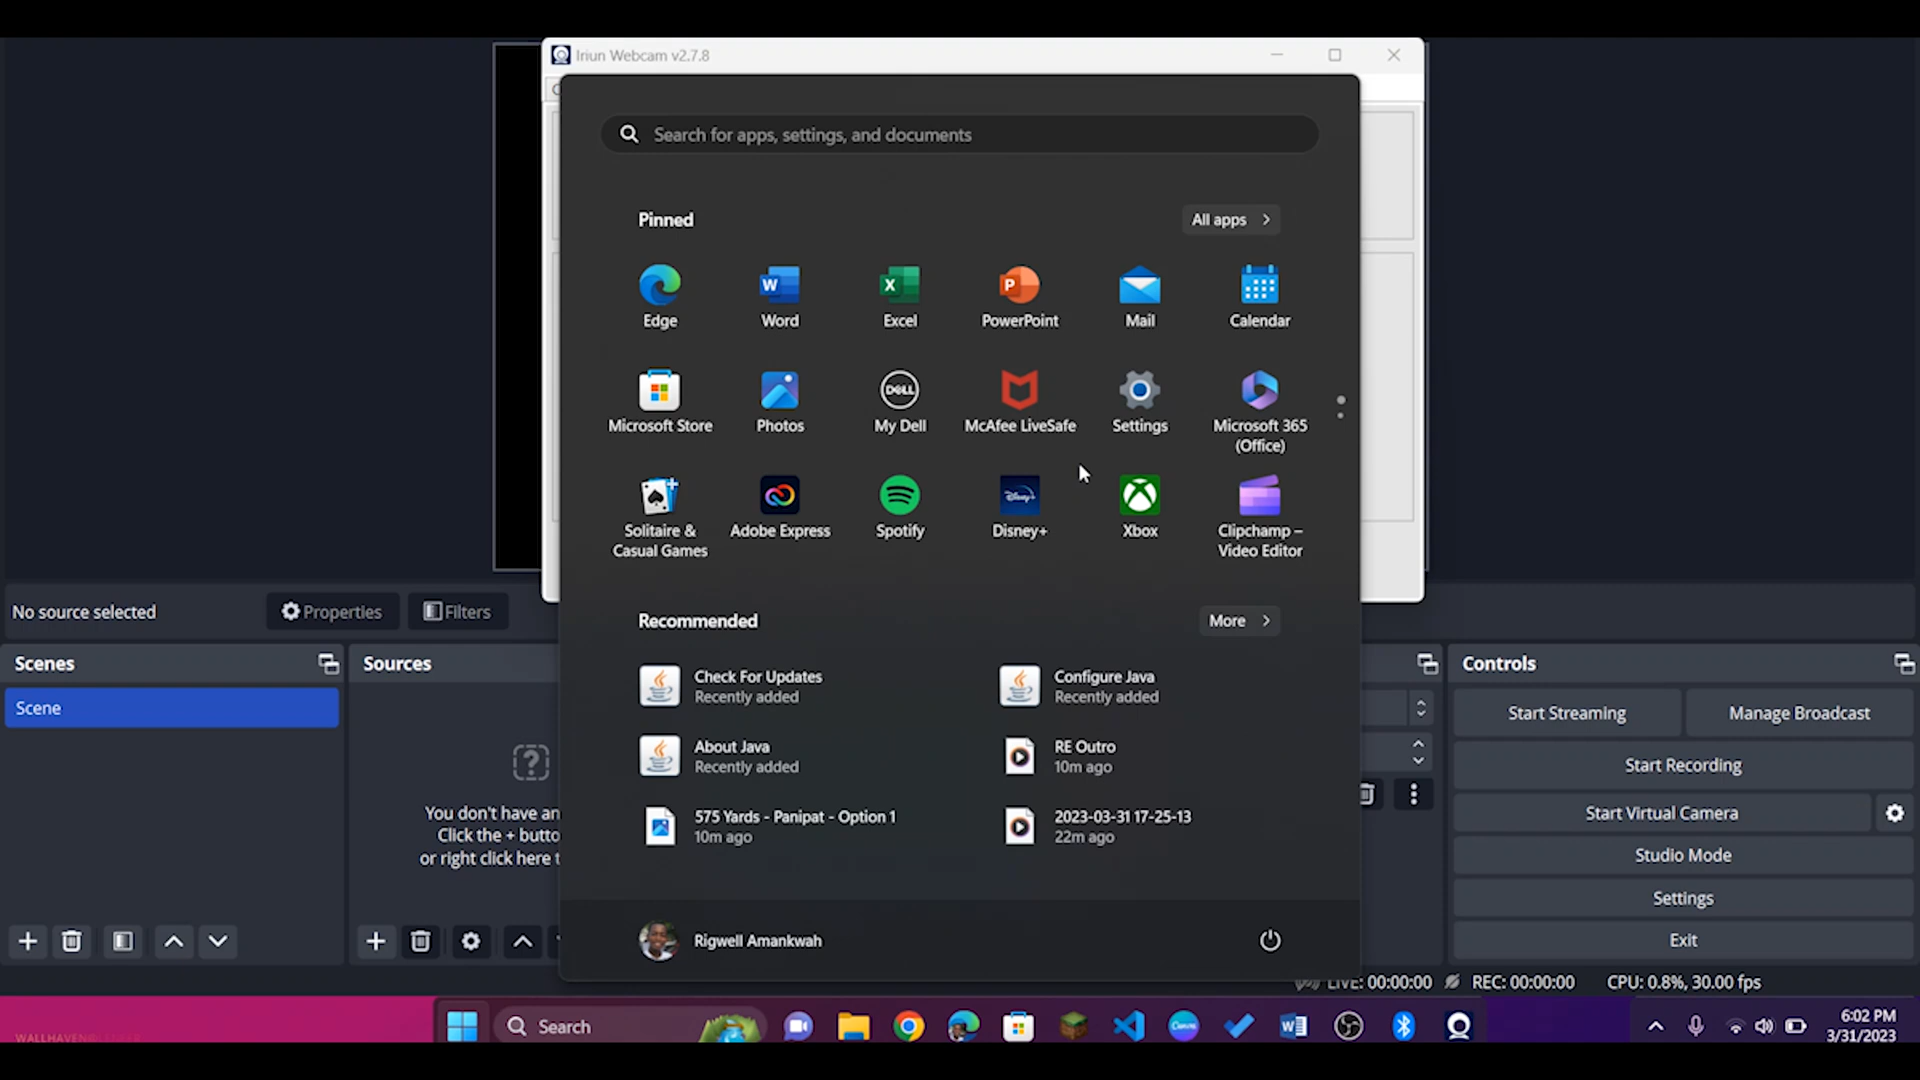 Iriun Webcam v2.7.8
Search for apps, settings, and documents
Pinned
All apps
Edge
Word
Excel
PowerPoint
Mail
Calendar
Microsoft Store
Photos
My Dell
McAfee LiveSafe
Settings
Microsoft 365
(Office)
Solitaire &
Casual Games
Adobe Express
Spotify
Disney+
Xbox
Clipchamp –
Video Editor
No source selected
Properties
Filters
Recommended
More
Check For Updates
Recently added
Configure Java
Recently added
About Java
Recently added
RE Outro
10m ago
575 Yards - Panipat - Option 1
10m ago
2023-03-31 17-25-13
22m ago
Rigwell Amankwah
Scenes
Scene
Sources
You don't have an
Click the + butto
or right click here t
Controls
Start Streaming
Manage Broadcast
Start Recording
Start Virtual Camera
Studio Mode
Settings
Exit
LIVE: 00:00:00
REC: 00:00:00
CPU: 0.8%, 30.00 fps
Search
6:02 PM
3/31/2023